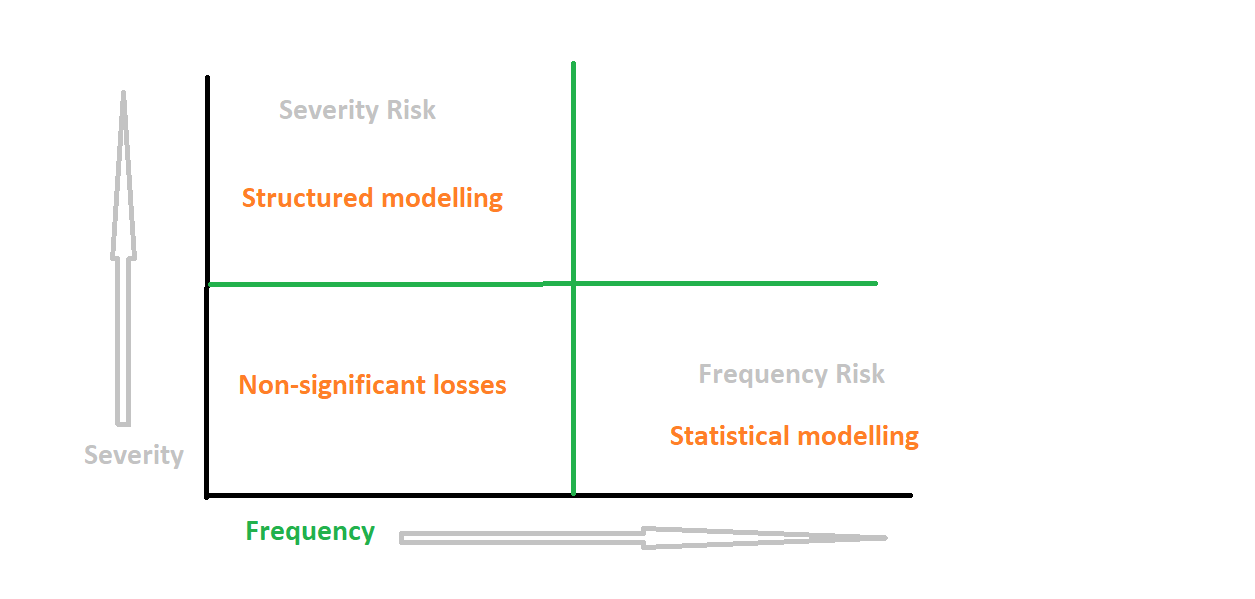 Severity Risk
Structured modelling
Non-significant losses
Frequency Risk
Statistical modelling
Severity
Frequency